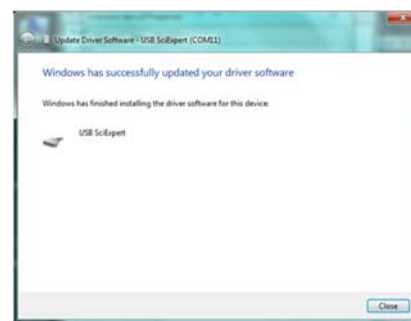 Update Driver Software - USB SciExpert (COM11)
Windows has successfully updated your driver software
Windows has finished installing the driver software for this device:
USB SciExpert
Close